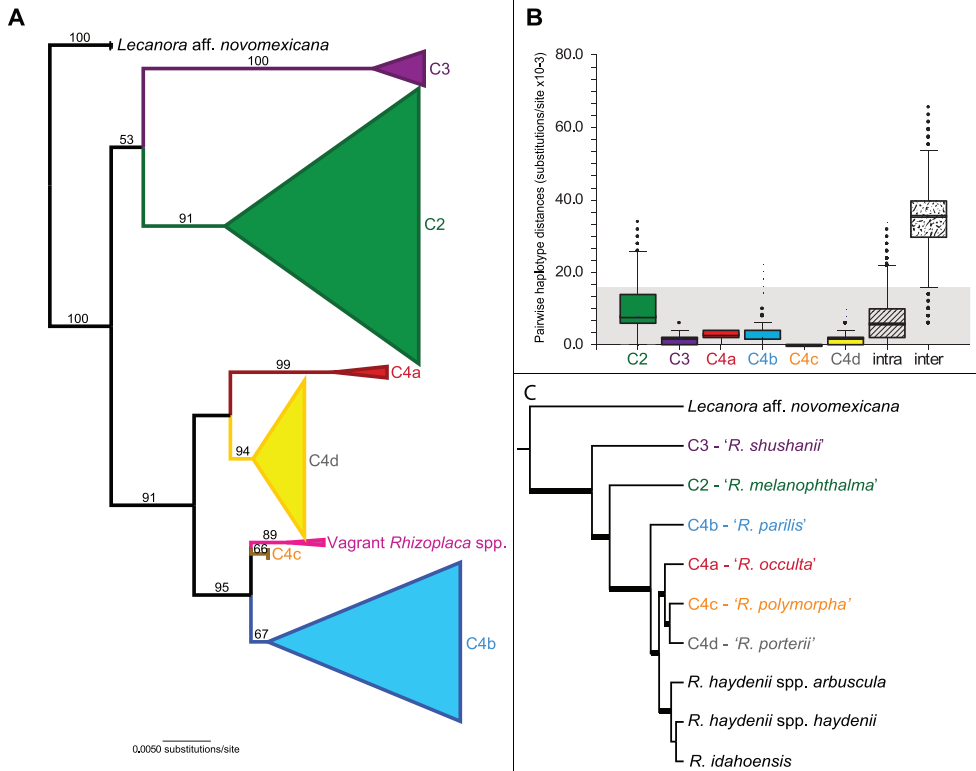 A
100
Lecanora aff. novomexicana
100
C3
53
91
C2
100
99
C4a
94
C4d
91
89
Vagrant Rhizoplaca spp.
66
C4c
95
67
C4b
0.0050 substitutions/site
B
Pairwise haplotype distances (substitutions/site x10-3)
80.0
60.0
40.0
20.0
0.0
C2 C3 C4a C4b C4c C4d intra inter
C
Lecanora aff. novomexicana
C3 - ‘R. shushanii’
C2 - ‘R. melanophthalma’
C4b - ‘R. parilis’
C4a - ‘R. occulta’
C4c - ‘R. polymorpha’
C4d - ‘R. porterii’
R. haydenii spp. arbuscula
R. haydenii spp. haydenii
R. idahoensis